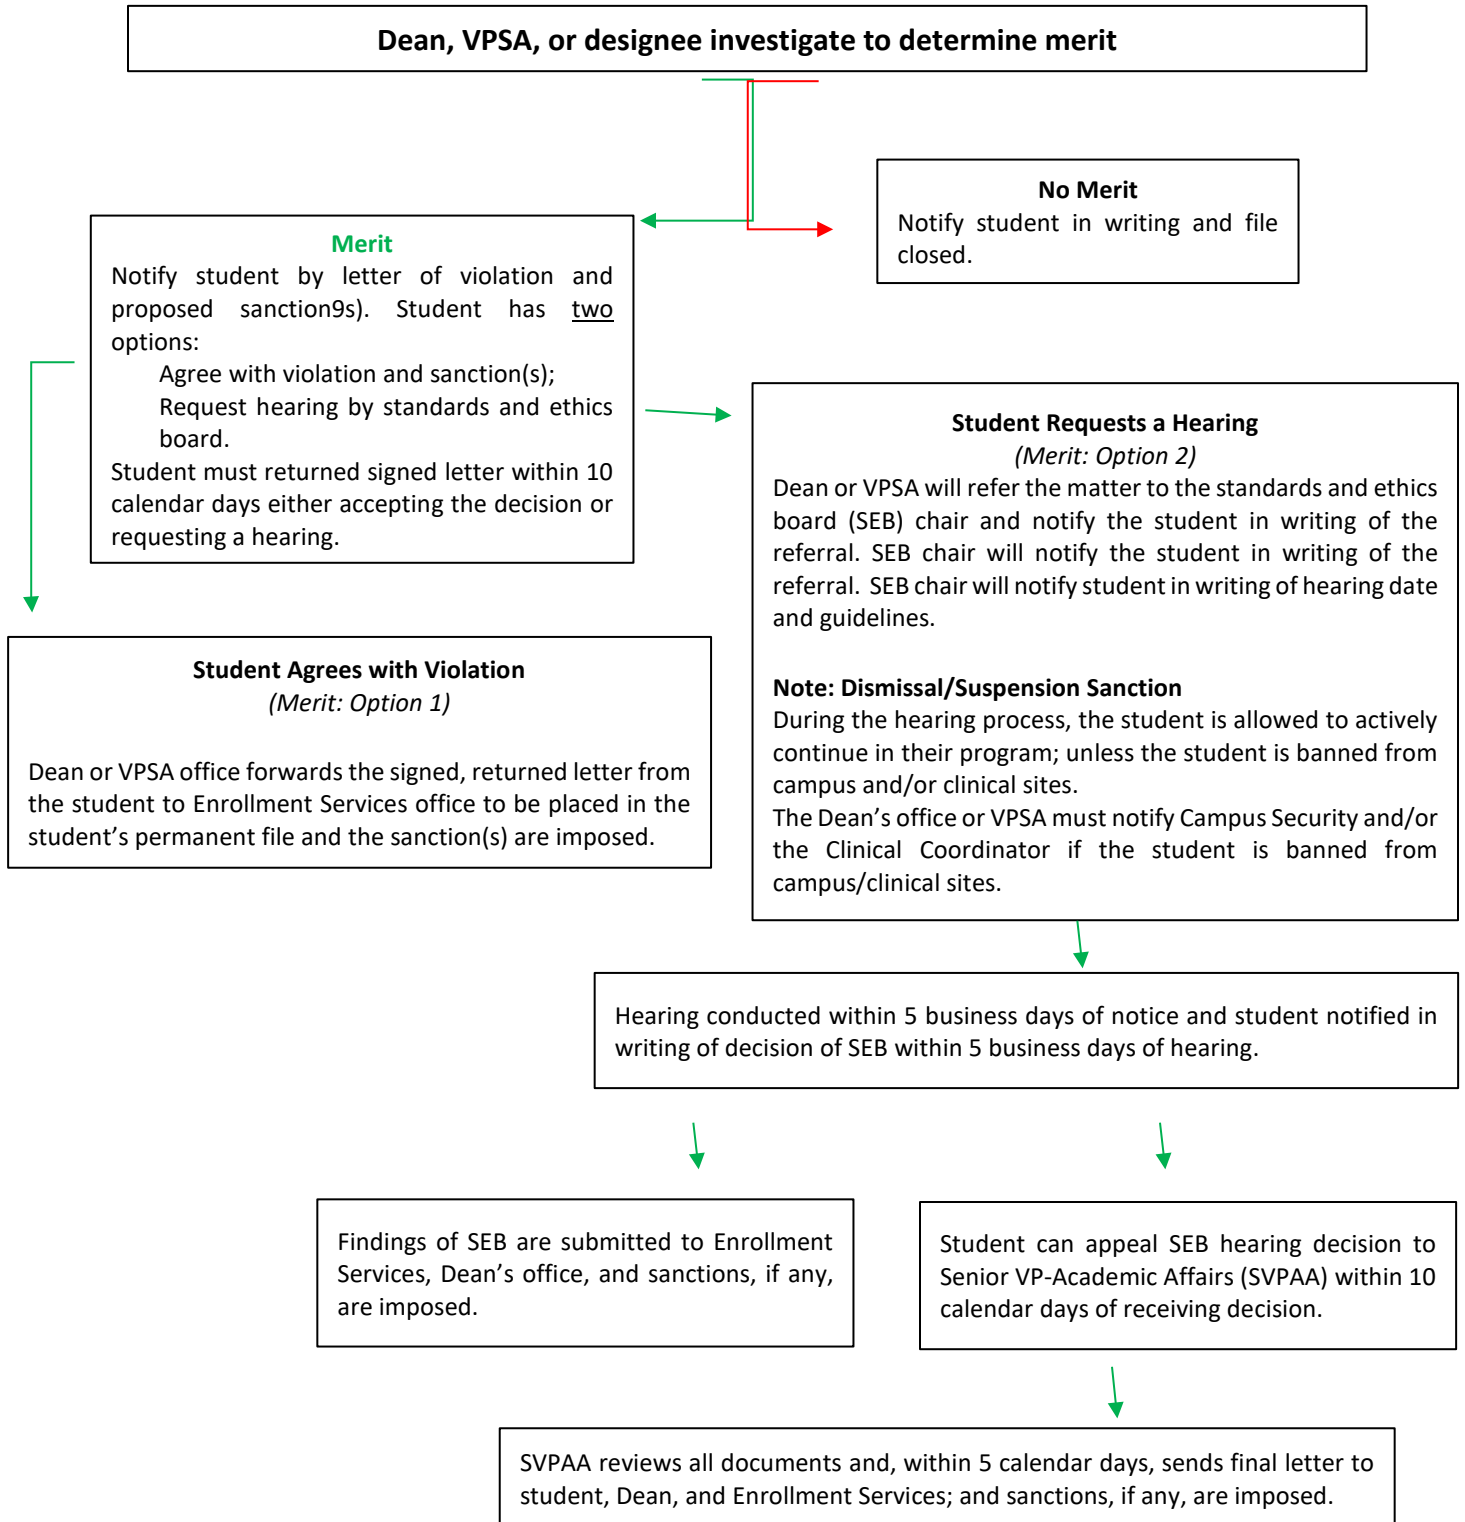 Dean, VPSA, or designee investigate to determine merit
No Merit
Notify student in writing and file
closed.
Merit
Notify student by letter of violation and
proposed sanction9s). Student has two
options:
Agree with violation and sanction(s);
Request hearing by standards and ethics
board.
Student must returned signed letter within 10
calendar days either accepting the decision or
requesting a hearing.
Student Requests a Hearing
(Merit: Option 2)
Dean or VPSA will refer the matter to the standards and ethics
board (SEB) chair and notify the student in writing of the
referral. SEB chair will notify the student in writing of the
referral. SEB chair will notify student in writing of hearing date
and guidelines.
Note: Dismissal/Suspension Sanction
During the hearing process, the student is allowed to actively
continue in their program; unless the student is banned from
campus and/or clinical sites.
The Dean's office or VPSA must notify Campus Security and/or
the Clinical Coordinator if the student is banned from
campus/clinical sites.
Student Agrees with Violation
(Merit: Option 1)
Dean or VPSA office forwards the signed, returned letter from
the student to Enrollment Services office to be placed in the
student's permanent file and the sanction(s) are imposed.
Hearing conducted within 5 business days of notice and student notified in
writing of decision of SEB within 5 business days of hearing.
Findings of SEB are submitted to Enrollment
Services, Dean's office, and sanctions, if any,
are imposed.
Student can appeal SEB hearing decision to
Senior VP-Academic Affairs (SVPAA) within 10
calendar days of receiving decision.
SVPAA reviews all documents and, within 5 calendar days, sends final letter to
student, Dean, and Enrollment Services; and sanctions, if any, are imposed.